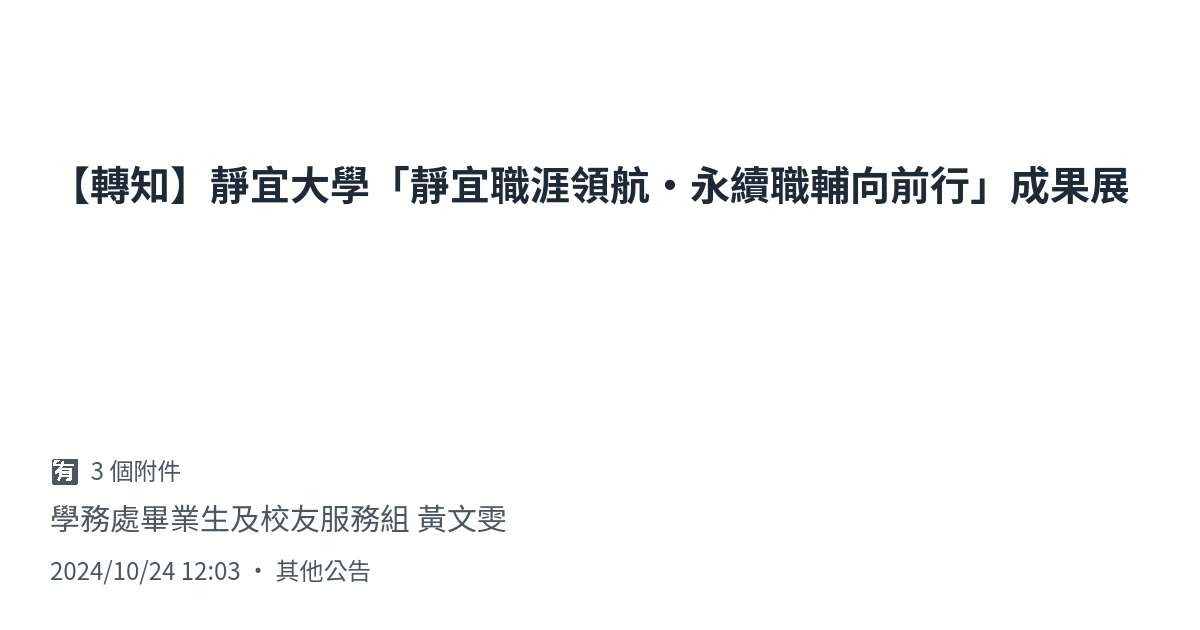 【轉知】靜宜大學「靜宜職涯領航・永續職輔向前行」成果展
🈶 3 個附件
學務處畢業生及校友服務組 黃文雯
2024/10/24 12:03 ・ 其他公告